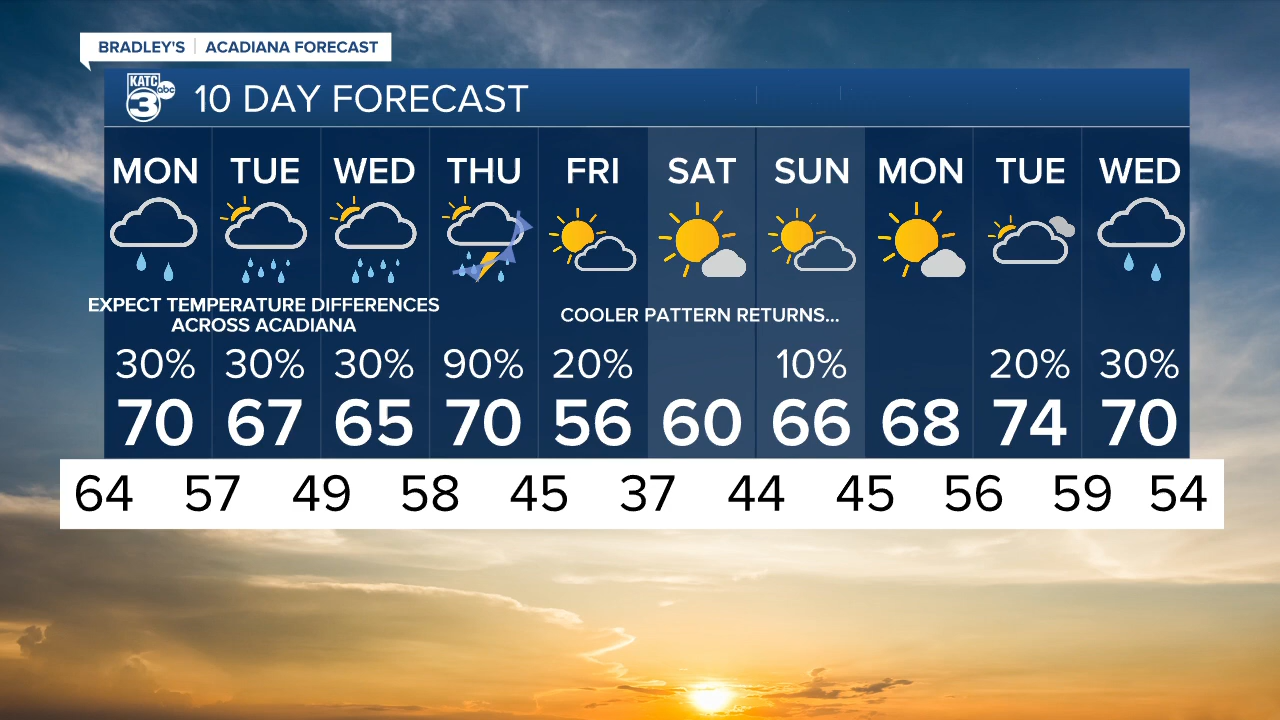 BRADLEY'S | ACADIANA FORECAST
KATC
3
abc
10 DAY FORECAST
MON TUE WED THU FRI SAT SUN MON TUE WED
EXPECT TEMPERATURE DIFFERENCES
ACROSS ACADIANA
COOLER PATTERN RETURNS...
30% 30% 30% 90% 20% 10% 20% 30%
70 67 65 70 56 60 66 68 74 70
64 57 49 58 45 37 44 45 56 59 54